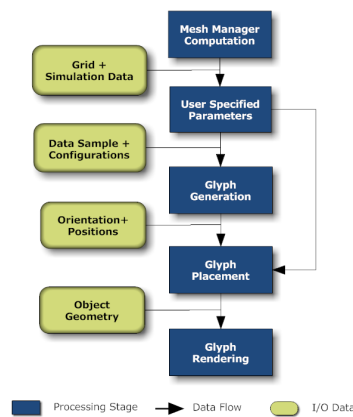 Mesh Manager
Computation
Grid +
Simulation Data
User Specified
Parameters
Data Sample +
Configurations
Glyph
Generation
Orientation+
Positions
Glyph
Placement
Object
Geometry
Glyph
Rendering
Processing Stage
Data Flow
I/O Data